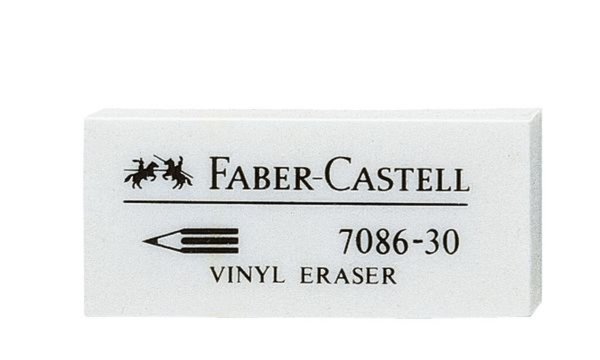 FABER-CASTELL
7086-30
VINYL ERASER